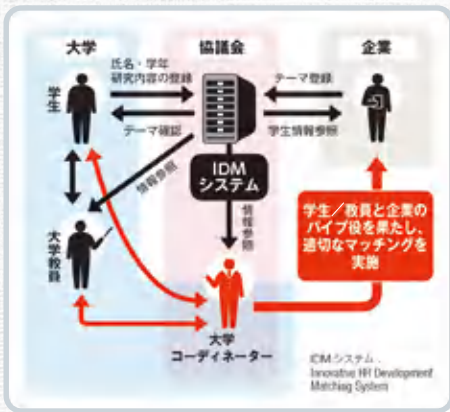 大学
協議会
企業
氏名・学年
研究内容の登録
テーマ登録
学生
テーマ確認
学生情報参照
情報参照
IDM
システム
情報参照
学生／教員と企業の
パイプ役を果たし、
適切なマッチングを
実施
大学教員
大学
コーディネーター
IDMシステム：
Innovative HR Development
Matching System